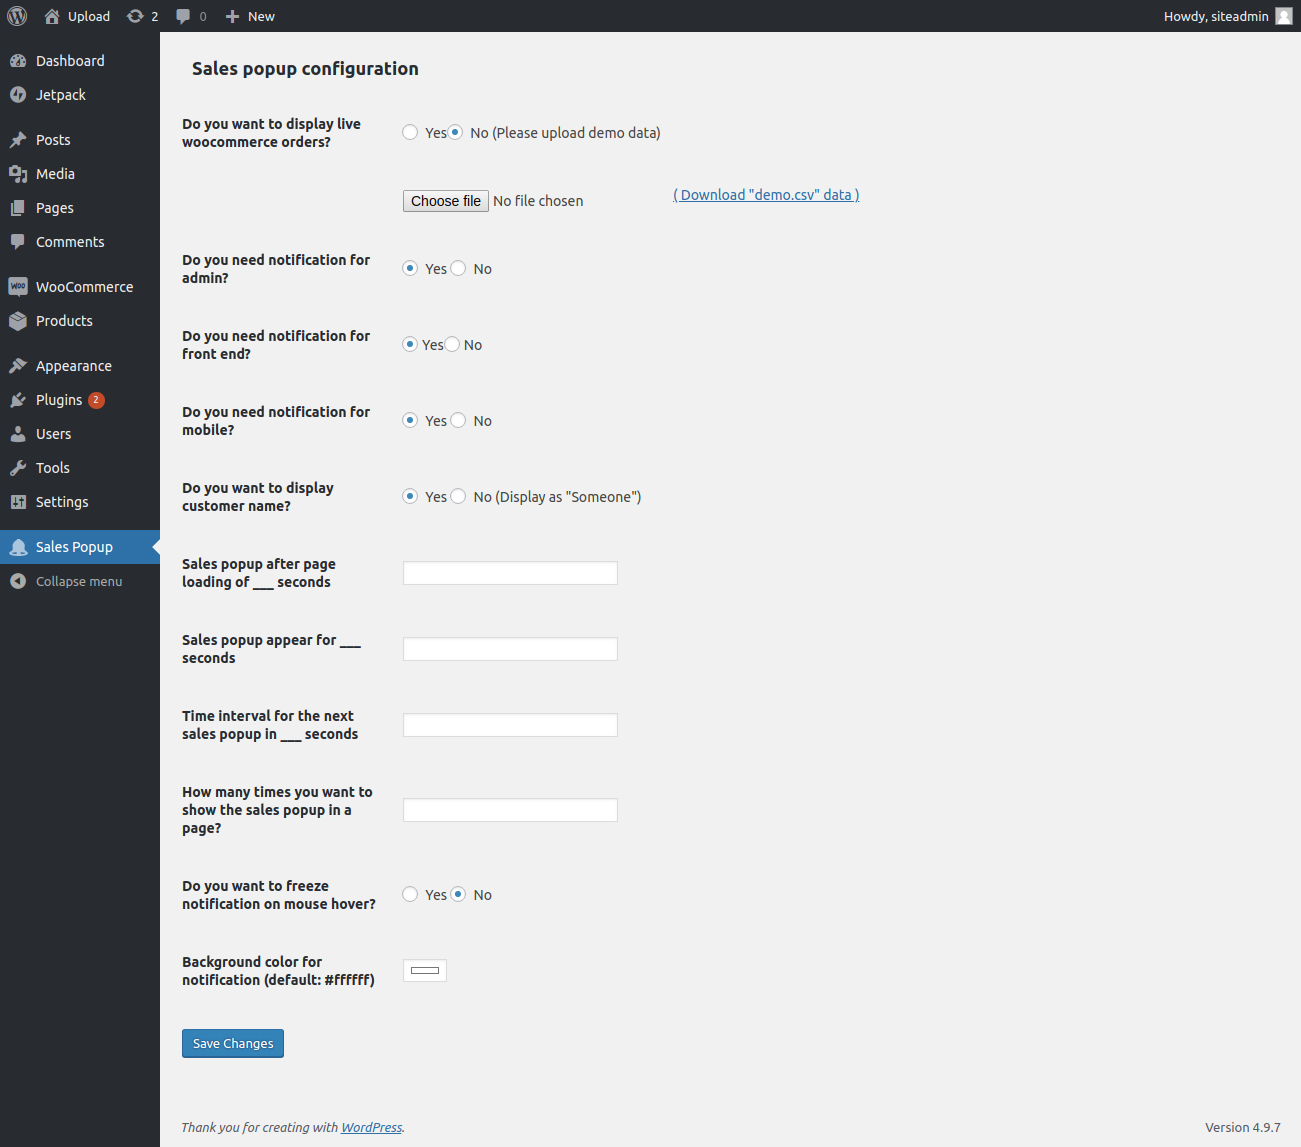 Upload 2 0 New Howdy, siteadmin
Dashboard
Jetpack
Posts
Media
Pages
Comments
WOO WooCommerce
Products
Appearance
Plugins 2
Users
Tools
Settings
Sales Popup
Collapse menu
Sales popup configuration
Do you want to display live
woocommerce orders?
Yes No (Please upload demo data)
Choose file No file chosen ( Download "demo.csv" data )
Do you need notification for
admin?
Yes No
Do you need notification for
front end?
Yes No
Do you need notification for
mobile?
Yes No
Do you want to display
customer name?
Yes No (Display as "Someone")
Sales popup after page
loading of ___ seconds
Sales popup appear for ___
seconds
Time interval for the next
sales popup in ___ seconds
How many times you want to
show the sales popup in a
page?
Do you want to freeze
notification on mouse hover?
Yes No
Background color for
notification (default: #ffffff)
Save Changes
Thank you for creating with WordPress. Version 4.9.7